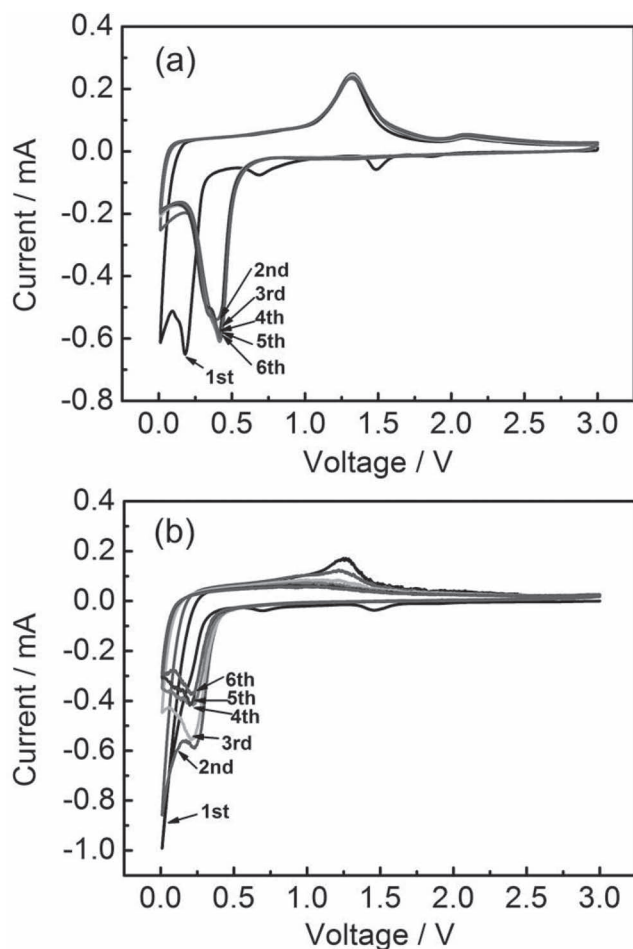 (a)
0.4
0.2
0.0
-0.2
-0.4
-0.6
-0.8
Current / mA
2nd
3rd
4th
5th
6th
1st
0.0 0.5 1.0 1.5 2.0 2.5 3.0
Voltage / V
(b)
0.4
0.2
0.0
-0.2
-0.4
-0.6
-0.8
-1.0
Current / mA
6th
5th
4th
3rd
2nd
1st
0.0 0.5 1.0 1.5 2.0 2.5 3.0
Voltage / V